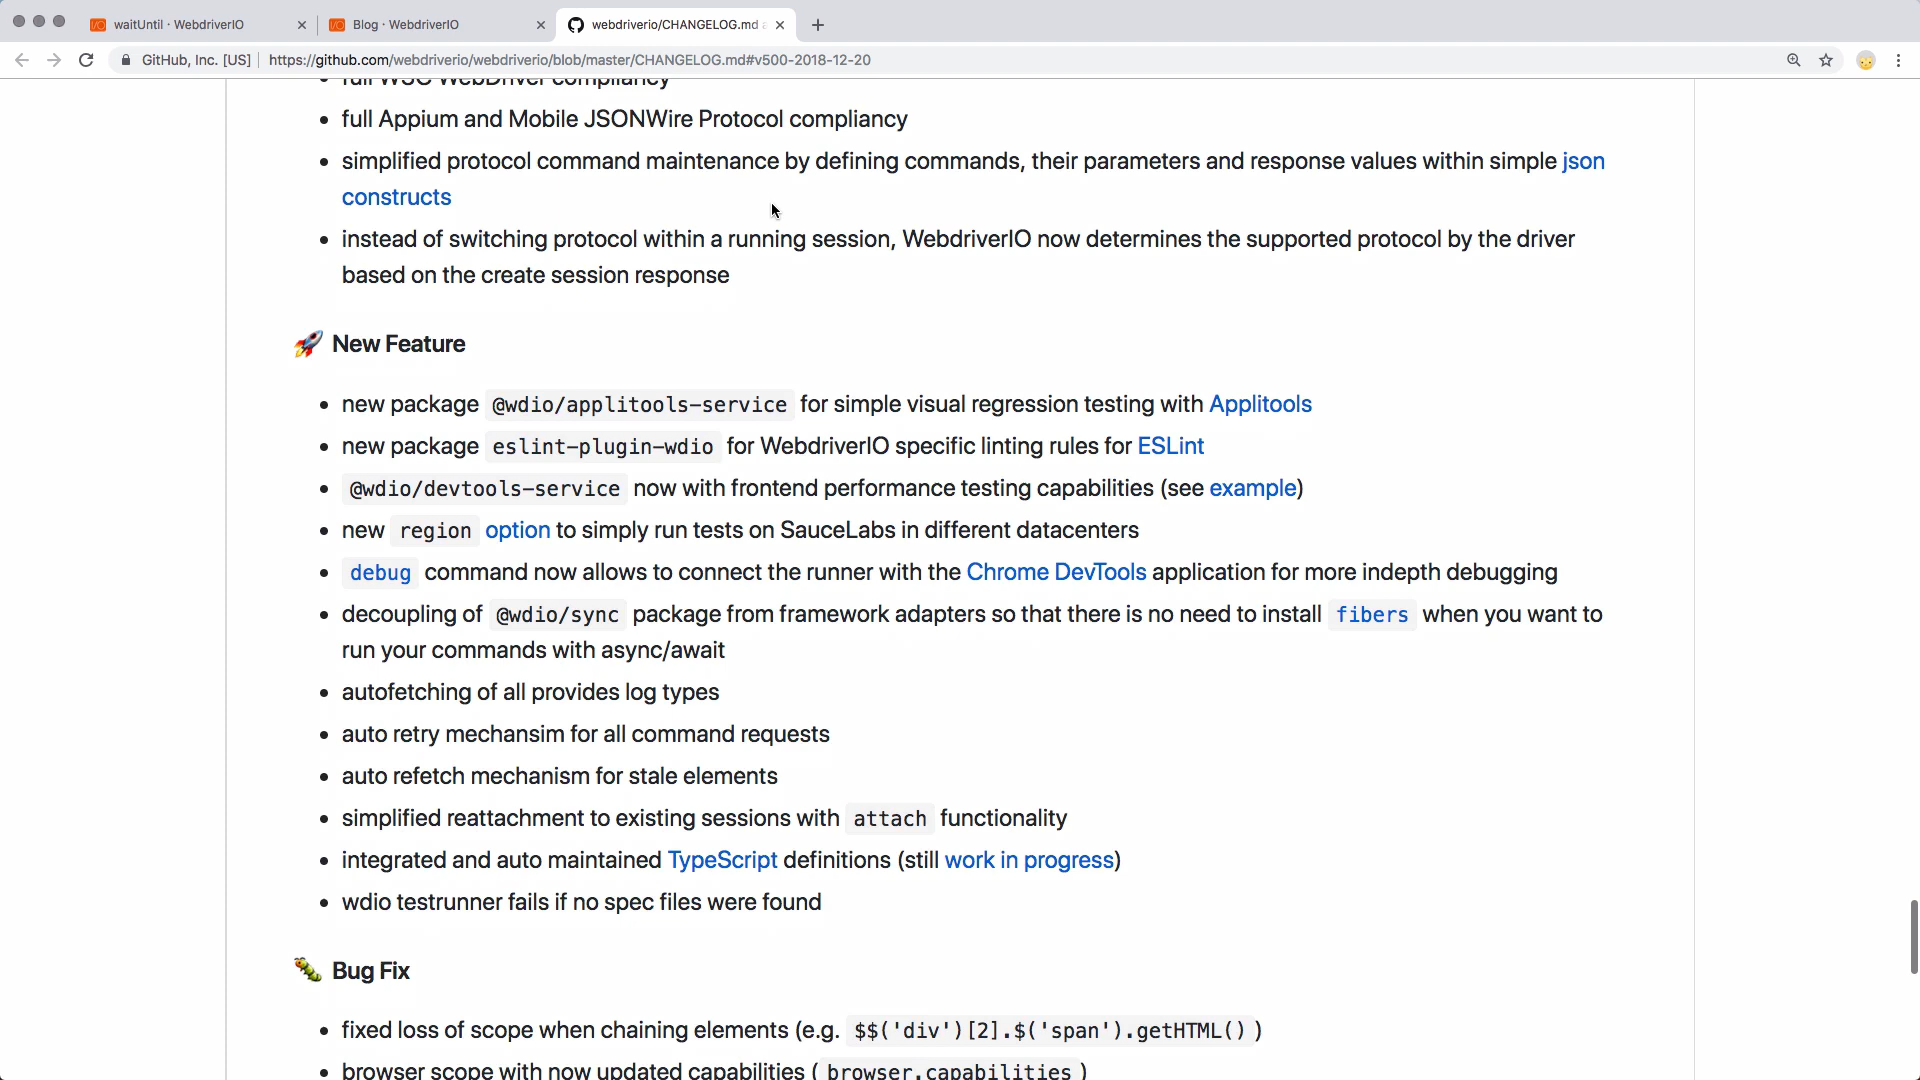 waitUntil · WebdriverIO
Blog · WebdriverIO
webdriverio/CHANGELOG.md a
GitHub, Inc. [US]
https://github.com/webdriverio/webdriverio/blob/master/CHANGELOG.md#v500-2018-12-20
full W3C WebDriver compliancy
full Appium and Mobile JSONWire Protocol compliancy
simplified protocol command maintenance by defining commands, their parameters and response values within simple json
constructs
instead of switching protocol within a running session, WebdriverIO now determines the supported protocol by the driver
based on the create session response
New Feature
new package @wdio/applitools-service for simple visual regression testing with Applitools
new package eslint-plugin-wdio for WebdriverIO specific linting rules for ESLint
@wdio/devtools-service now with frontend performance testing capabilities (see example)
new region option to simply run tests on SauceLabs in different datacenters
debug command now allows to connect the runner with the Chrome DevTools application for more indepth debugging
decoupling of @wdio/sync package from framework adapters so that there is no need to install fibers when you want to
run your commands with async/await
autofetching of all provides log types
auto retry mechansim for all command requests
auto refetch mechanism for stale elements
simplified reattachment to existing sessions with attach functionality
integrated and auto maintained TypeScript definitions (still work in progress)
wdio testrunner fails if no spec files were found
Bug Fix
fixed loss of scope when chaining elements (e.g. $$('div')[2].$('span').getHTML() )
browser scope with now updated capabilities ( browser.capabilities )